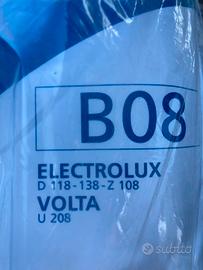 B08
ELECTROLUX
D 118-138-Z 108
VOLTA
U 208
subito